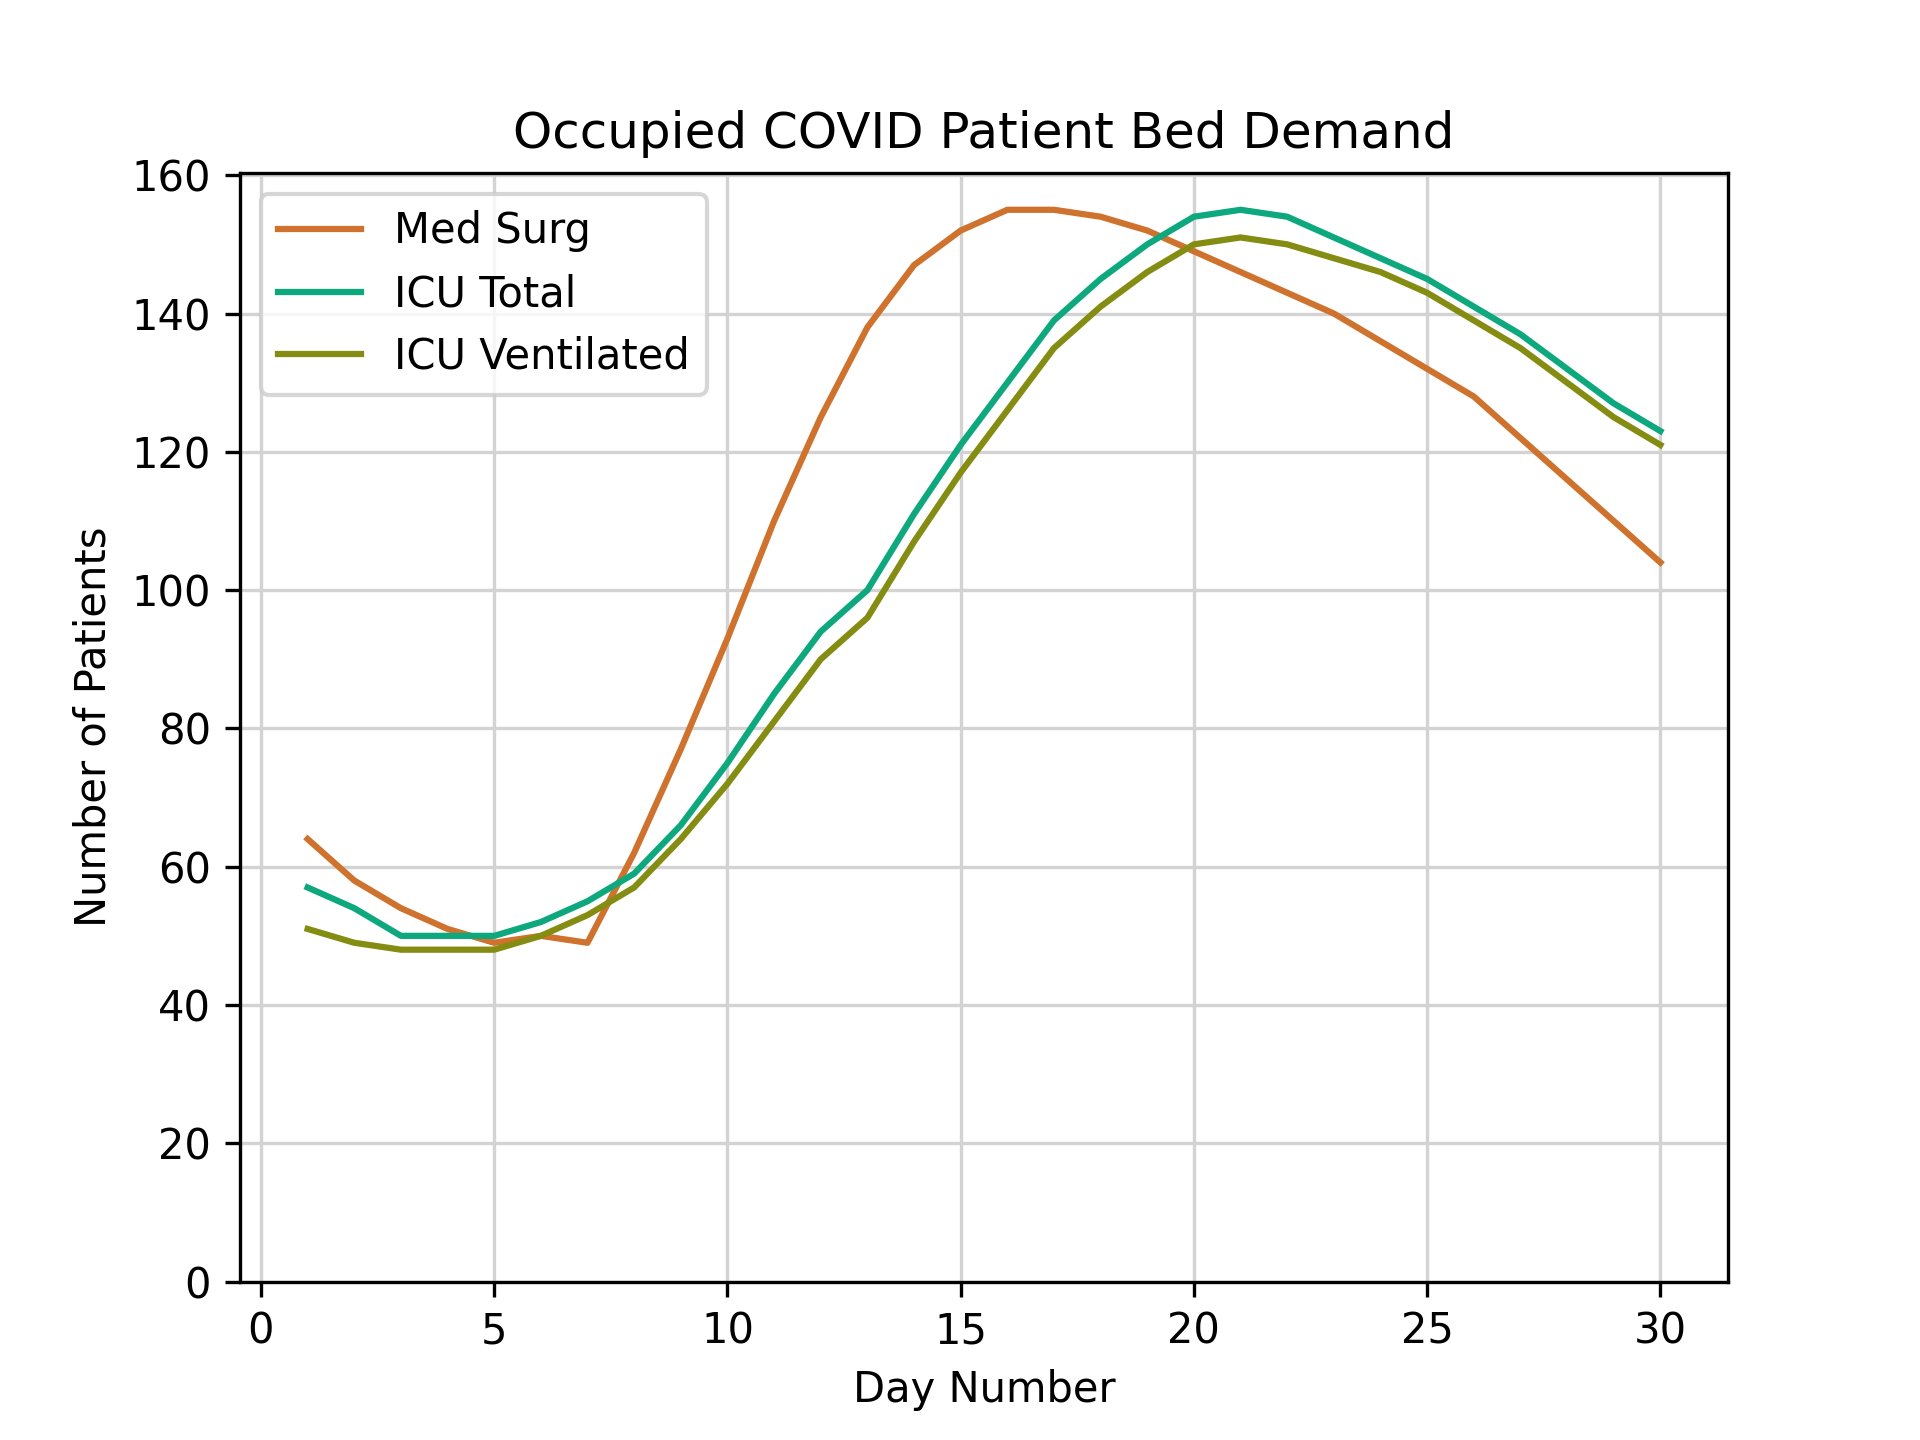 Occupied COVID Patient Bed Demand
160
140
120
100
80
60
40
20
0
Number of Patients
Med Surg
ICU Total
ICU Ventilated
0 5 10 15 20 25 30
Day Number